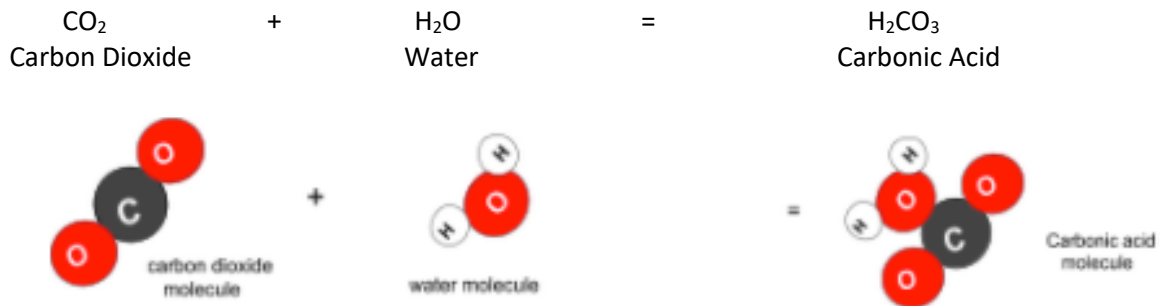 CO₂ + H₂O = H₂CO₃
Carbon Dioxide Water Carbonic Acid
O C O
+
H O H
=
H O H C O O
carbon dioxide
molecule
water molecule
Carbonic acid
molecule